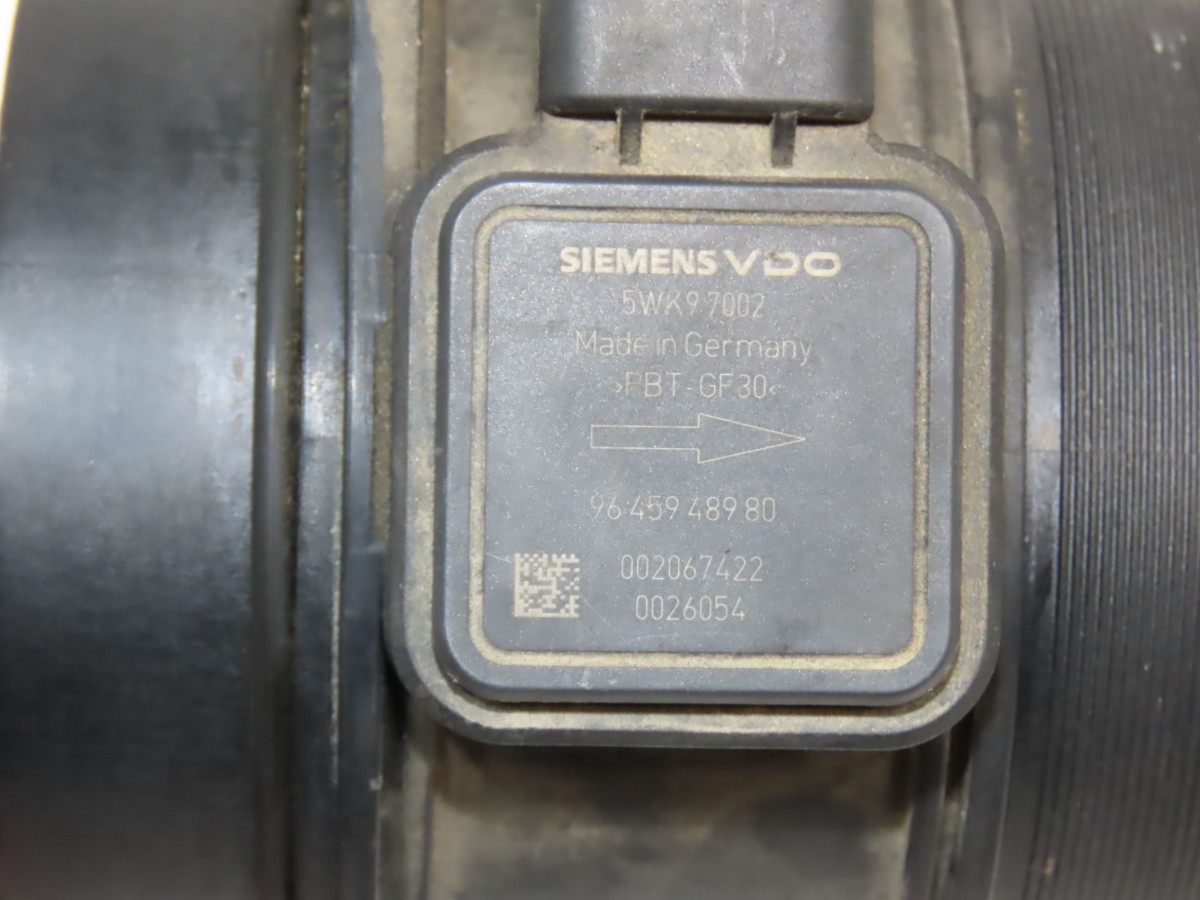 SIEMENS VDO
5WK9 7002
Made in Germany
>PBT-GF30<
96 459 489 80
002067422
0026054